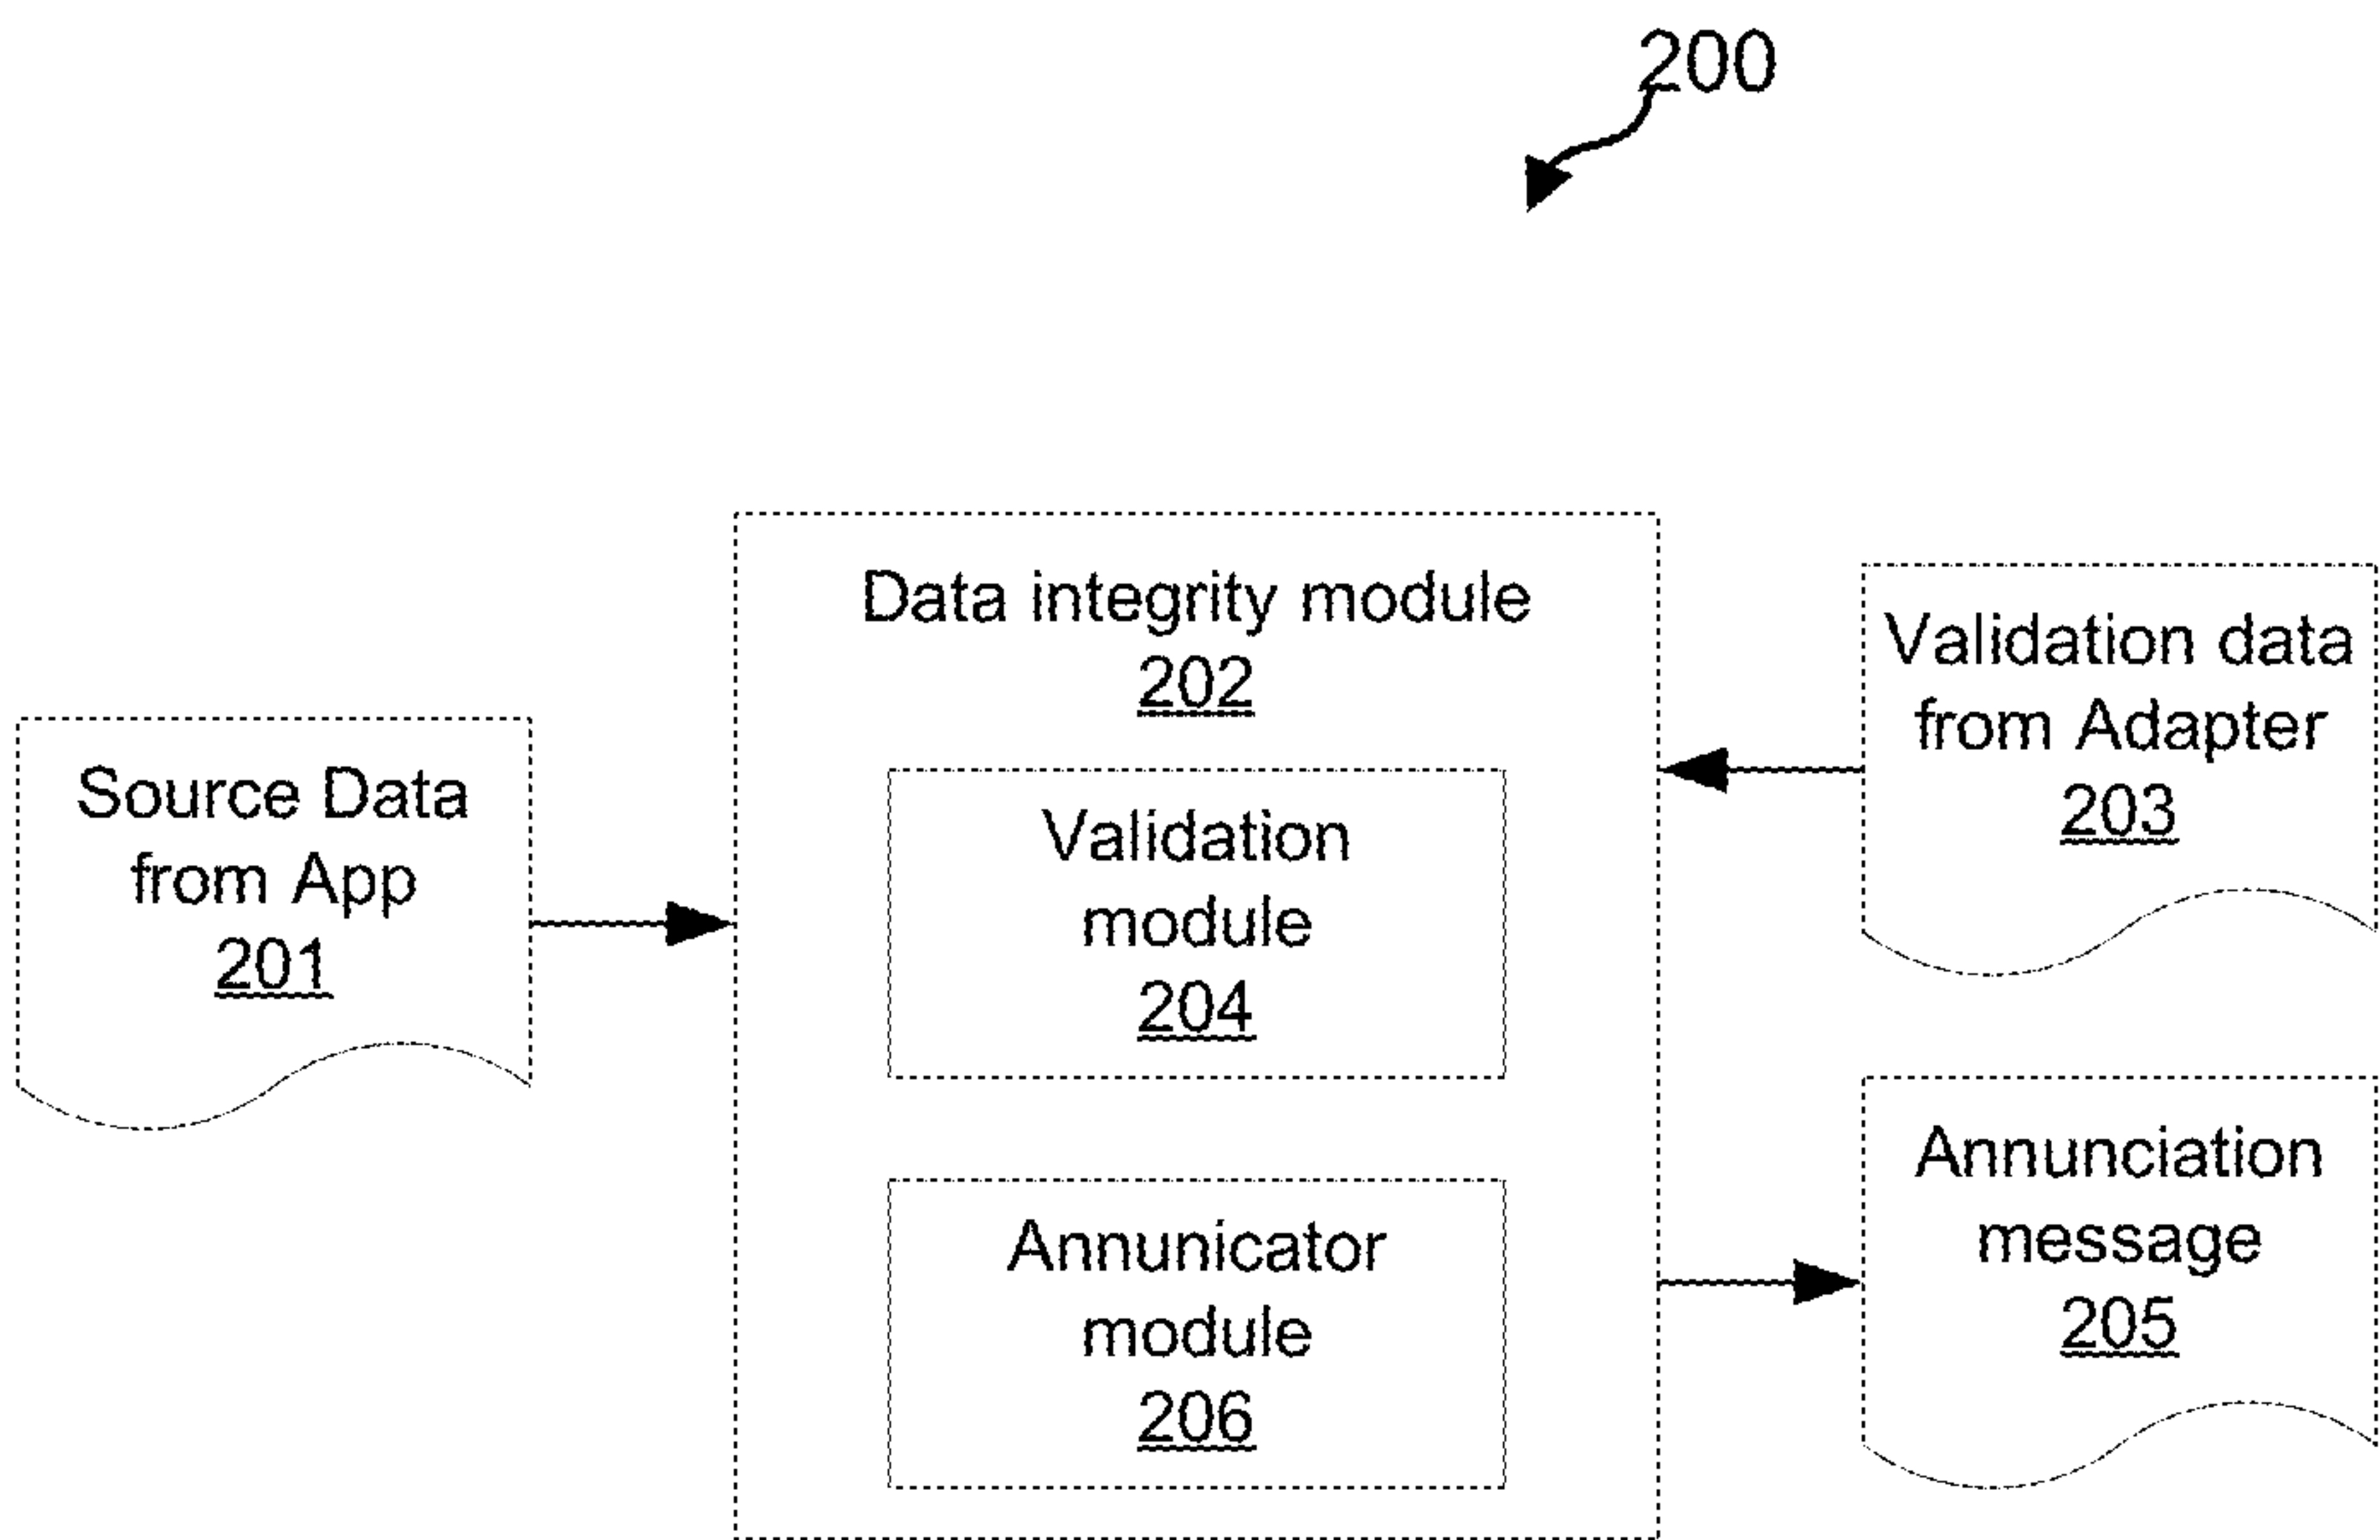 200
Data integrity module
202
Source Data
from App
201
Validation
module
204
Annunicator
module
206
Validation data
from Adapter
203
Annunciation
message
205